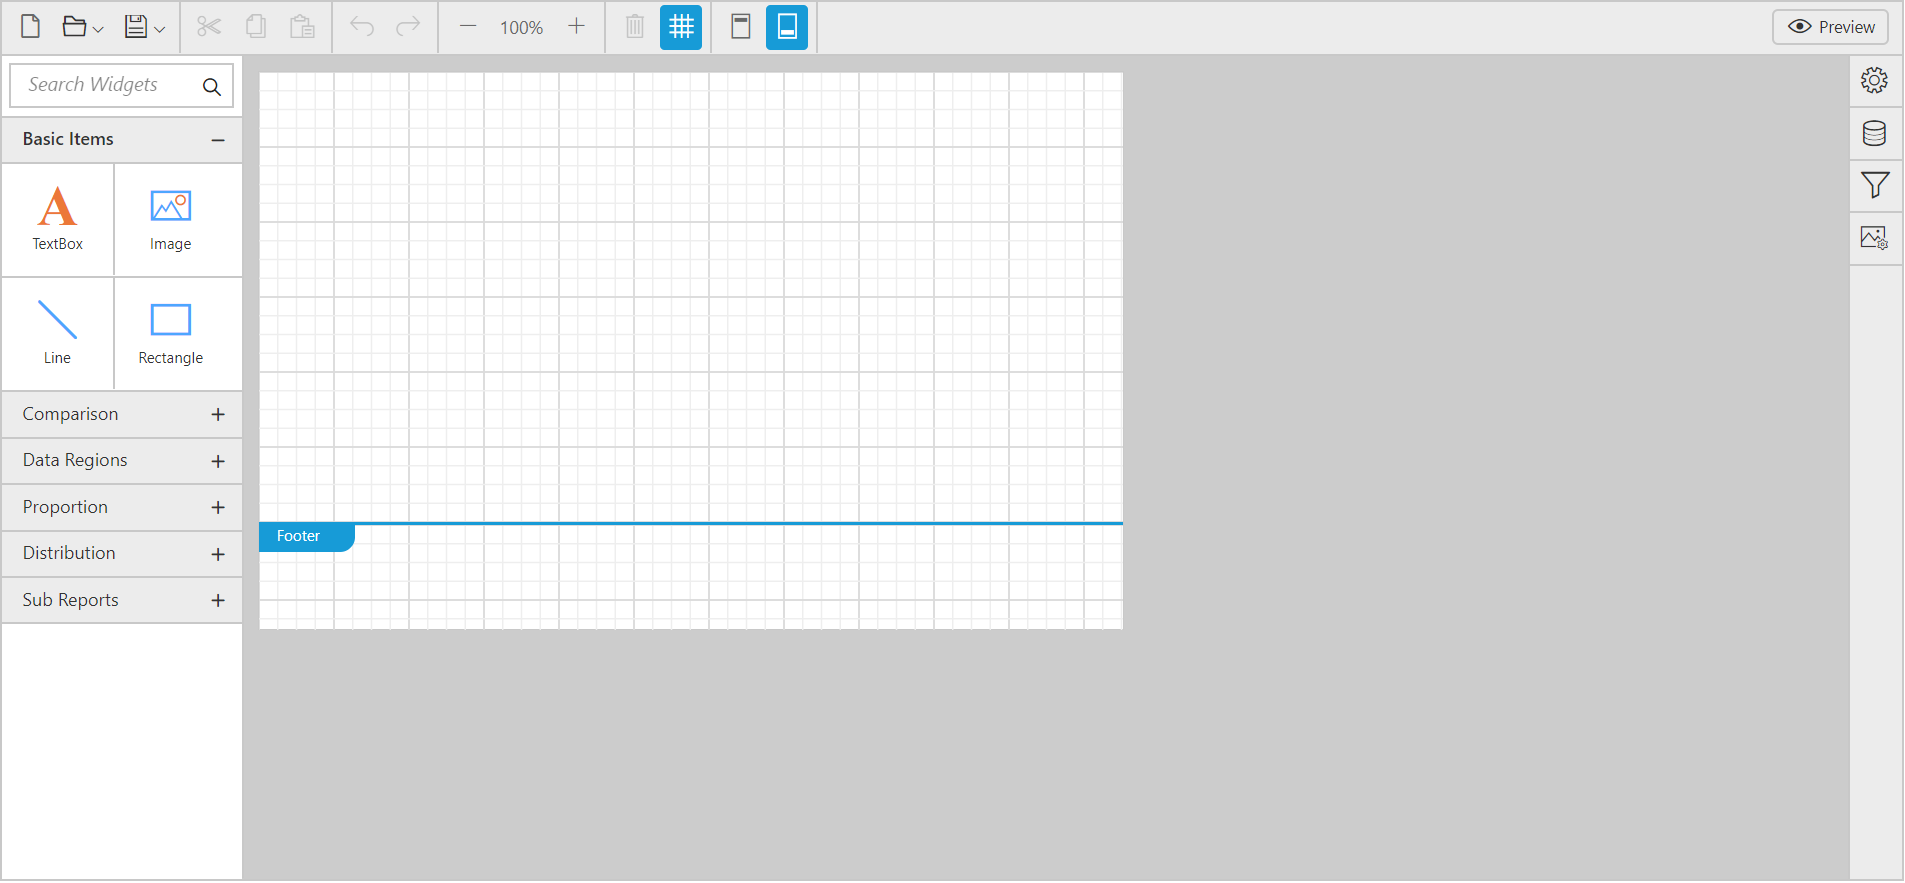 100%
Preview
Search Widgets
Basic Items
TextBox
Image
Line
Rectangle
Comparison
Data Regions
Proportion
Distribution
Sub Reports
Footer